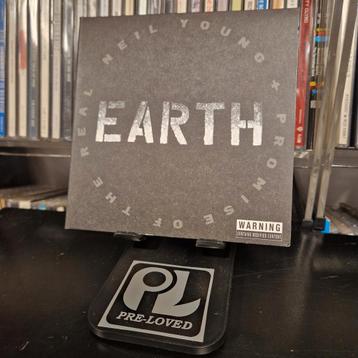 NEIL YOUNG × PROMISE OF THE REAL
EARTH
WARNING
CONTAINS MODIFIED CONTENT
PL
PRE-LOVED